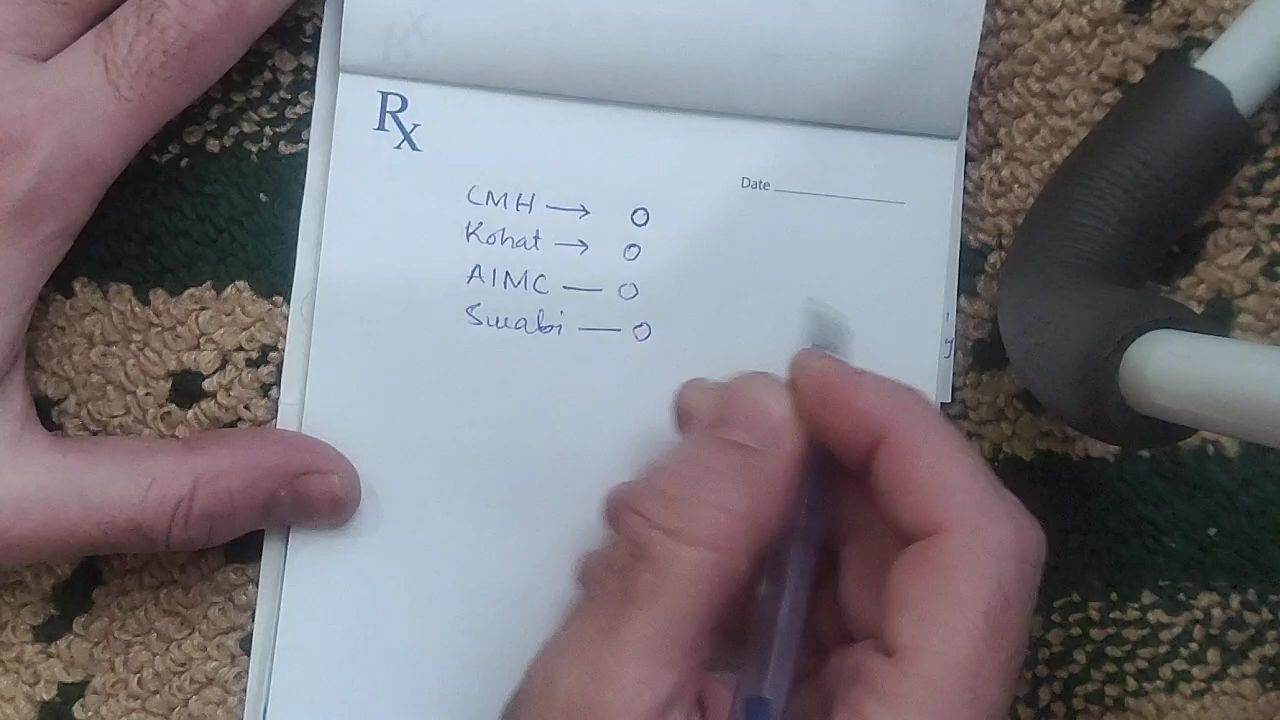 Rx
Date
CMH → 0
Kohat → 0
AIMC — 0
Swabi — 0